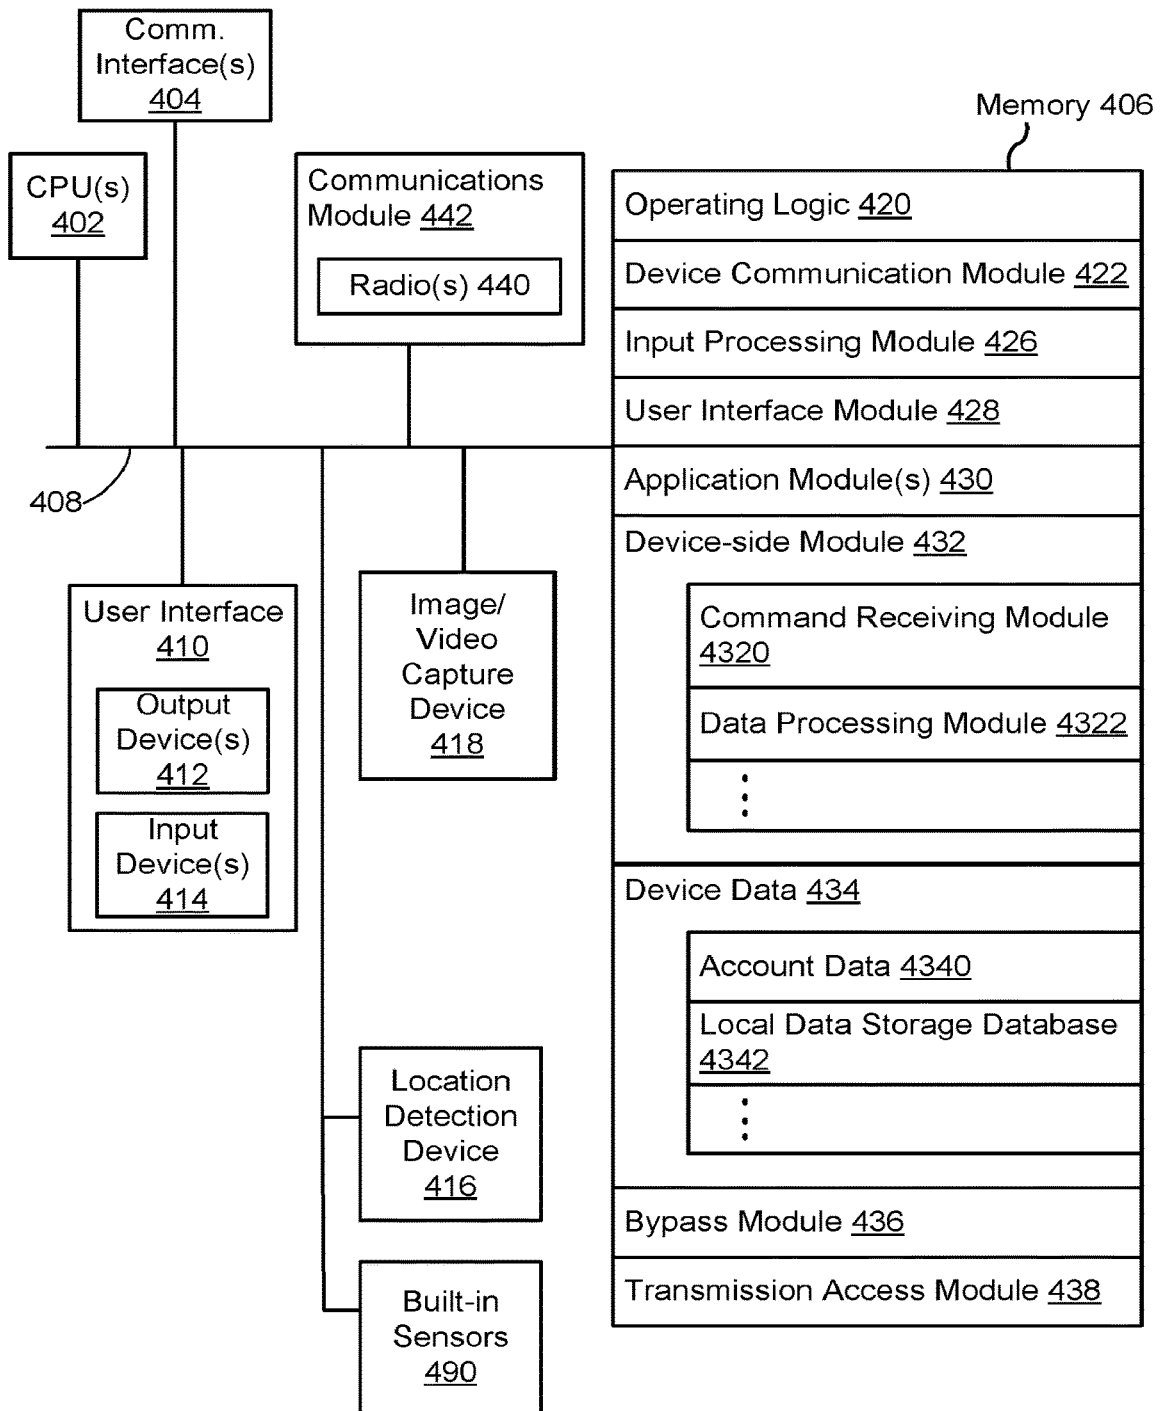 Comm.
Interface(s)
404
Memory 406
CPU(s)
402
Communications
Module 442
Radio(s) 440
Operating Logic 420
Device Communication Module 422
Input Processing Module 426
User Interface Module 428
Application Module(s) 430
Device-side Module 432
Command Receiving Module
4320
Data Processing Module 4322
408
User Interface
410
Output
Device(s)
412
Input
Device(s)
414
Image/
Video
Capture
Device
418
Device Data 434
Account Data 4340
Local Data Storage Database
4342
Location
Detection
Device
416
Built-in
Sensors
490
Bypass Module 436
Transmission Access Module 438